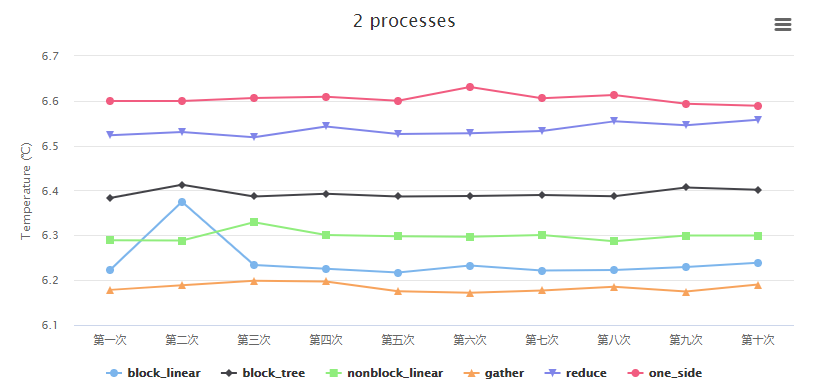 2 processes
6.7
6.6
6.5
6.4
6.3
6.2
6.1
Temperature (℃)
第一次 第二次 第三次 第四次 第五次 第六次 第七次 第八次 第九次 第十次
block_linear block_tree nonblock_linear gather reduce one_side